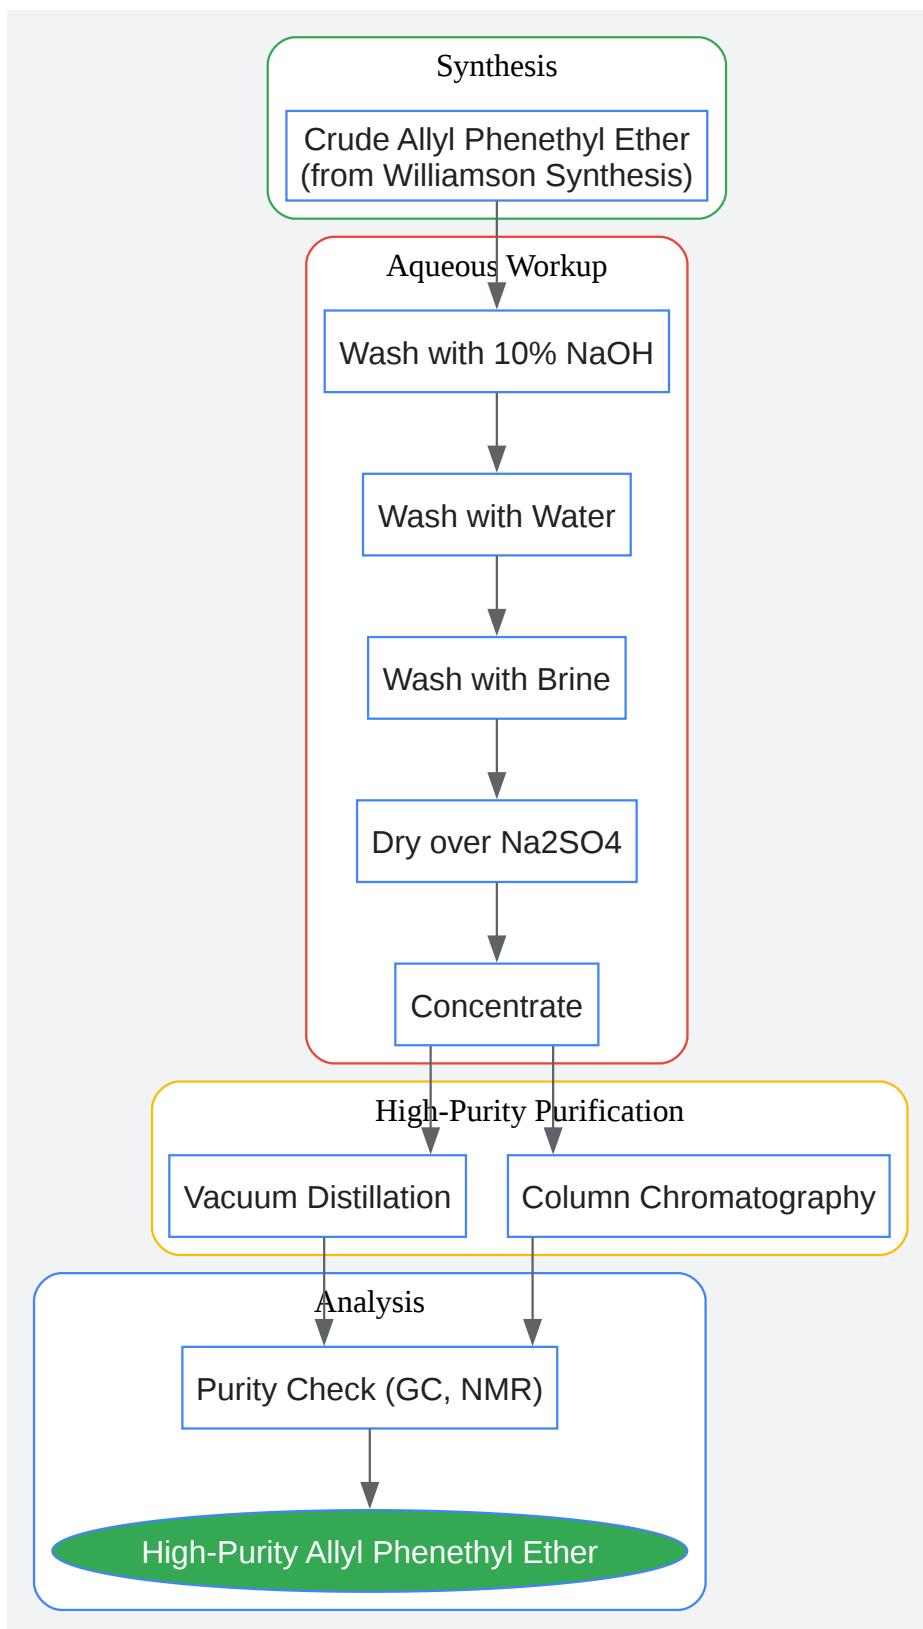 Synthesis
Crude Allyl Phenethyl Ether
(from Williamson Synthesis)
Aqueous Workup
Wash with 10% NaOH
Wash with Water
Wash with Brine
Dry over Na2SO4
Concentrate
High-Purity Purification
Vacuum Distillation
Column Chromatography
Analysis
Purity Check (GC, NMR)
High-Purity Allyl Phenethyl Ether